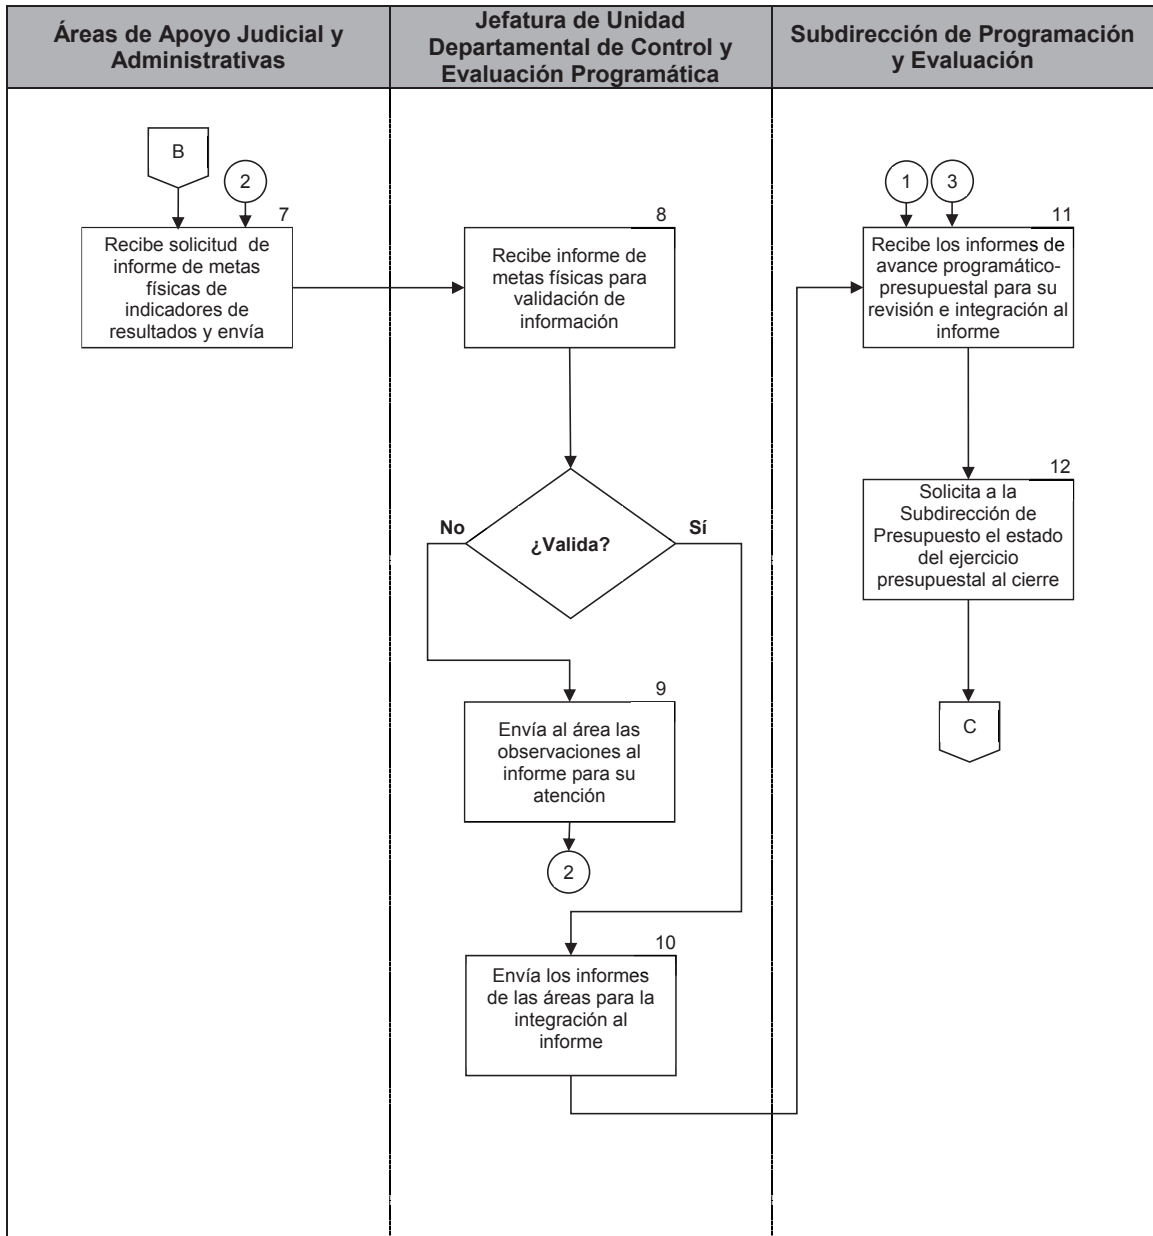 Áreas de Apoyo Judicial y
Administrativas
Jefatura de Unidad
Departamental de Control y
Evaluación Programática
Subdirección de Programación
y Evaluación
B
2
7
Recibe solicitud de
informe de metas
físicas de
indicadores de
resultados y envía
8
Recibe informe de
metas físicas para
validación de
información
No
¿Valida?
Sí
9
Envía al área las
observaciones al
informe para su
atención
2
10
Envía los informes
de las áreas para la
integración al
informe
1
3
11
Recibe los informes de
avance programático-
presupuestal para su
revisión e integración al
informe
12
Solicita a la
Subdirección de
Presupuesto el estado
del ejercicio
presupuestal al cierre
C